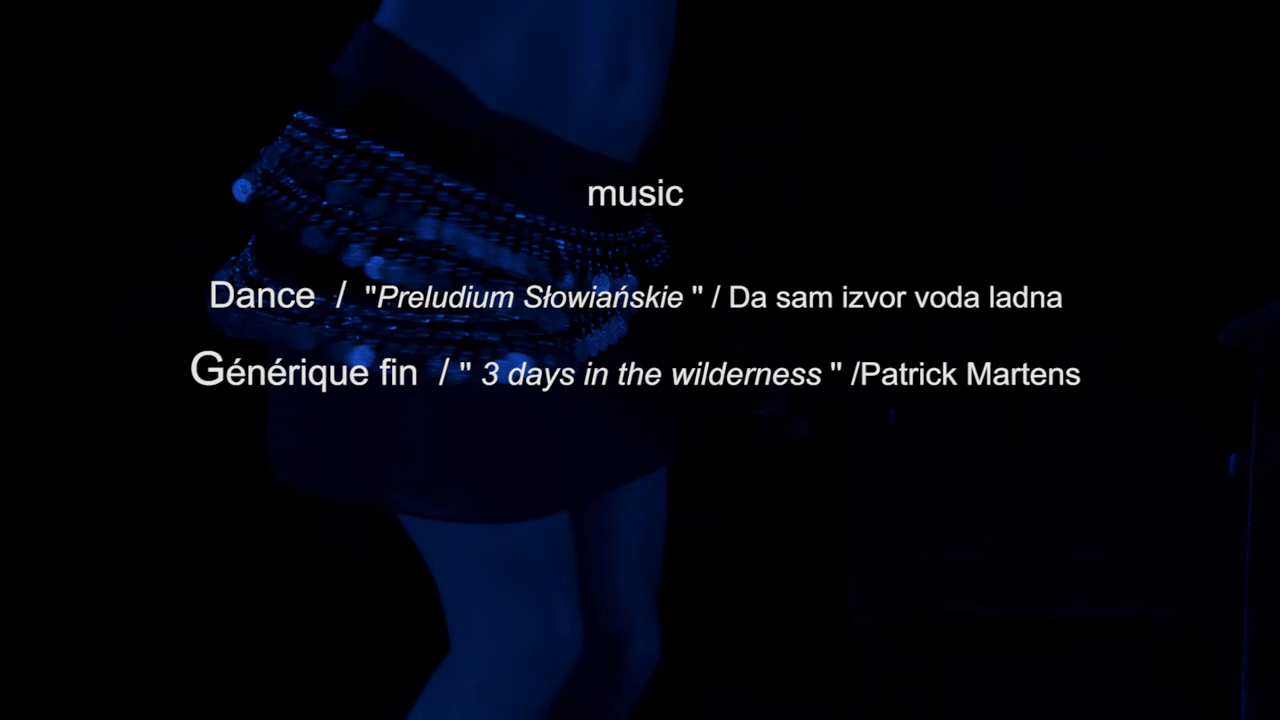 music
Dance / "Preludium Słowiańskie " / Da sam izvor voda ladna
Générique fin / " 3 days in the wilderness " /Patrick Martens